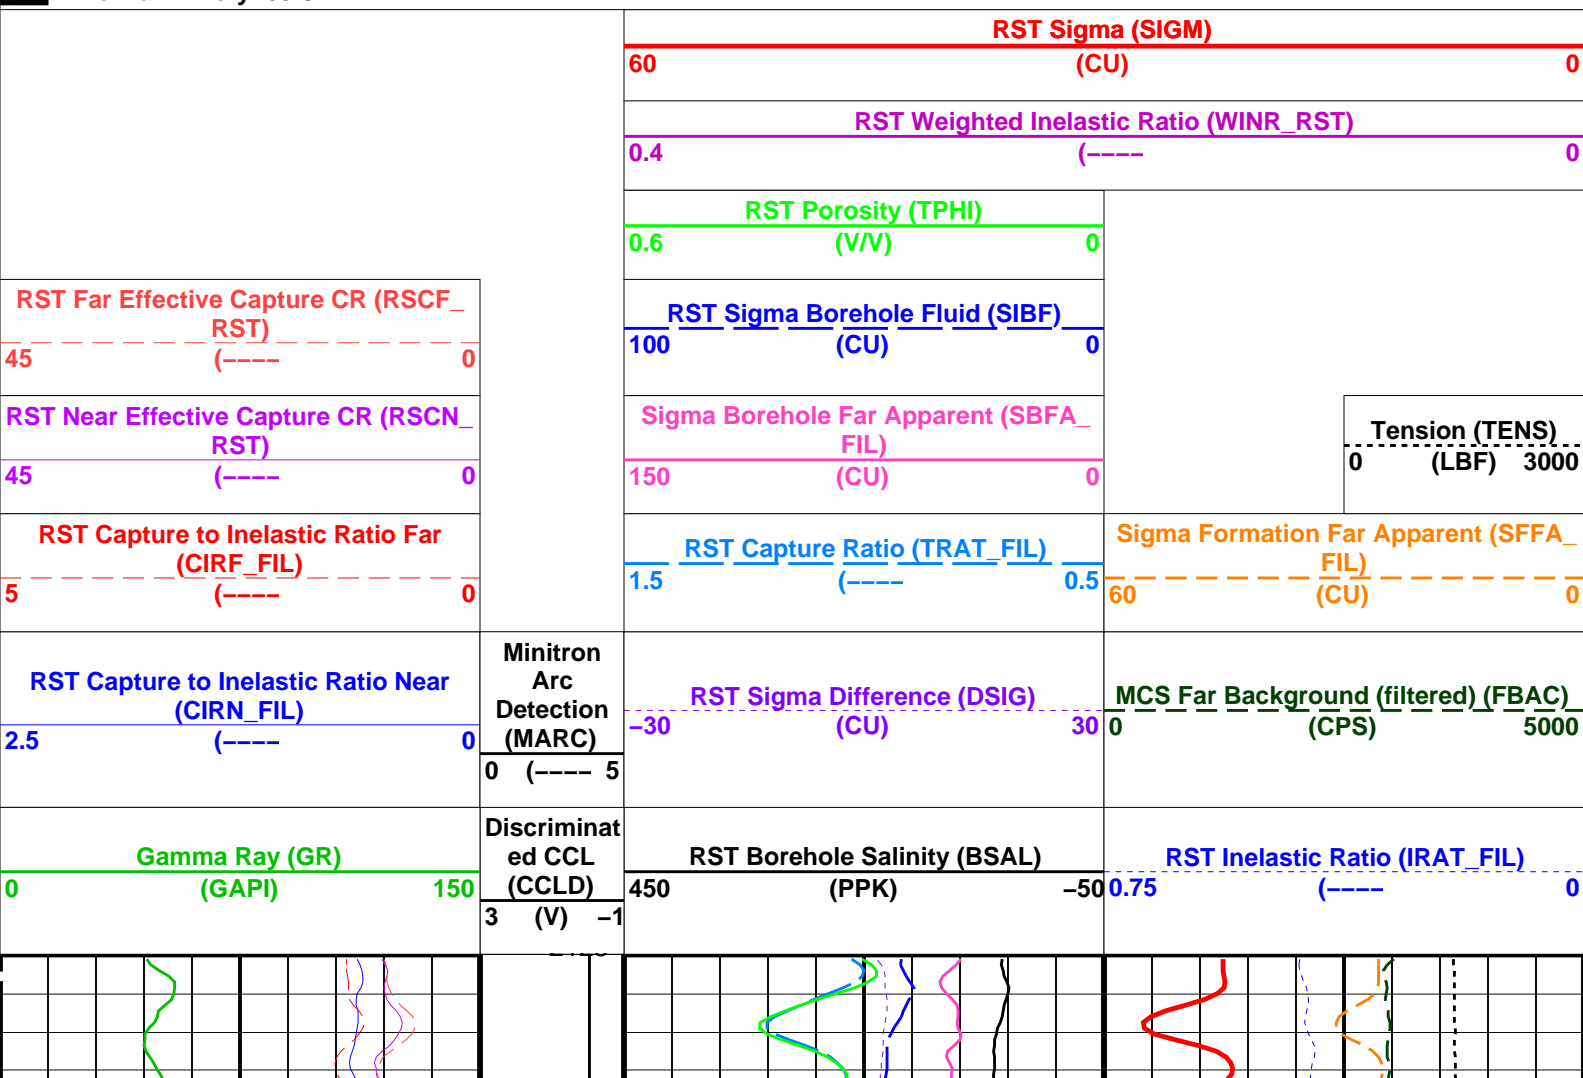 RST Sigma (SIGM)
60 (CU) 0
RST Weighted Inelastic Ratio (WINR_RST)
0.4 (---- 0
RST Porosity (TPHI)
0.6 (V/V) 0
RST Far Effective Capture CR (RSCF_
RST)
45 (---- 0
RST Sigma Borehole Fluid (SIBF)
100 (CU) 0
RST Near Effective Capture CR (RSCN_
RST)
45 (---- 0
Sigma Borehole Far Apparent (SBFA_
FIL)
150 (CU) 0
Tension (TENS)
0 (LBF) 3000
RST Capture to Inelastic Ratio Far
(CIRF_FIL)
5 (---- 0
RST Capture Ratio (TRAT_FIL)
1.5 (---- 0.5
Sigma Formation Far Apparent (SFFA_
FIL)
60 (CU) 0
RST Capture to Inelastic Ratio Near
(CIRN_FIL)
2.5 (---- 0
Minitron
Arc
Detection
(MARC)
0 (---- 5
RST Sigma Difference (DSIG)
−30 (CU) 30
MCS Far Background (filtered) (FBAC)
0 (CPS) 5000
Gamma Ray (GR)
0 (GAPI) 150
Discriminat
ed CCL
(CCLD)
3 (V) −1
RST Borehole Salinity (BSAL)
450 (PPK) −50
RST Inelastic Ratio (IRAT_FIL)
0.75 (---- 0